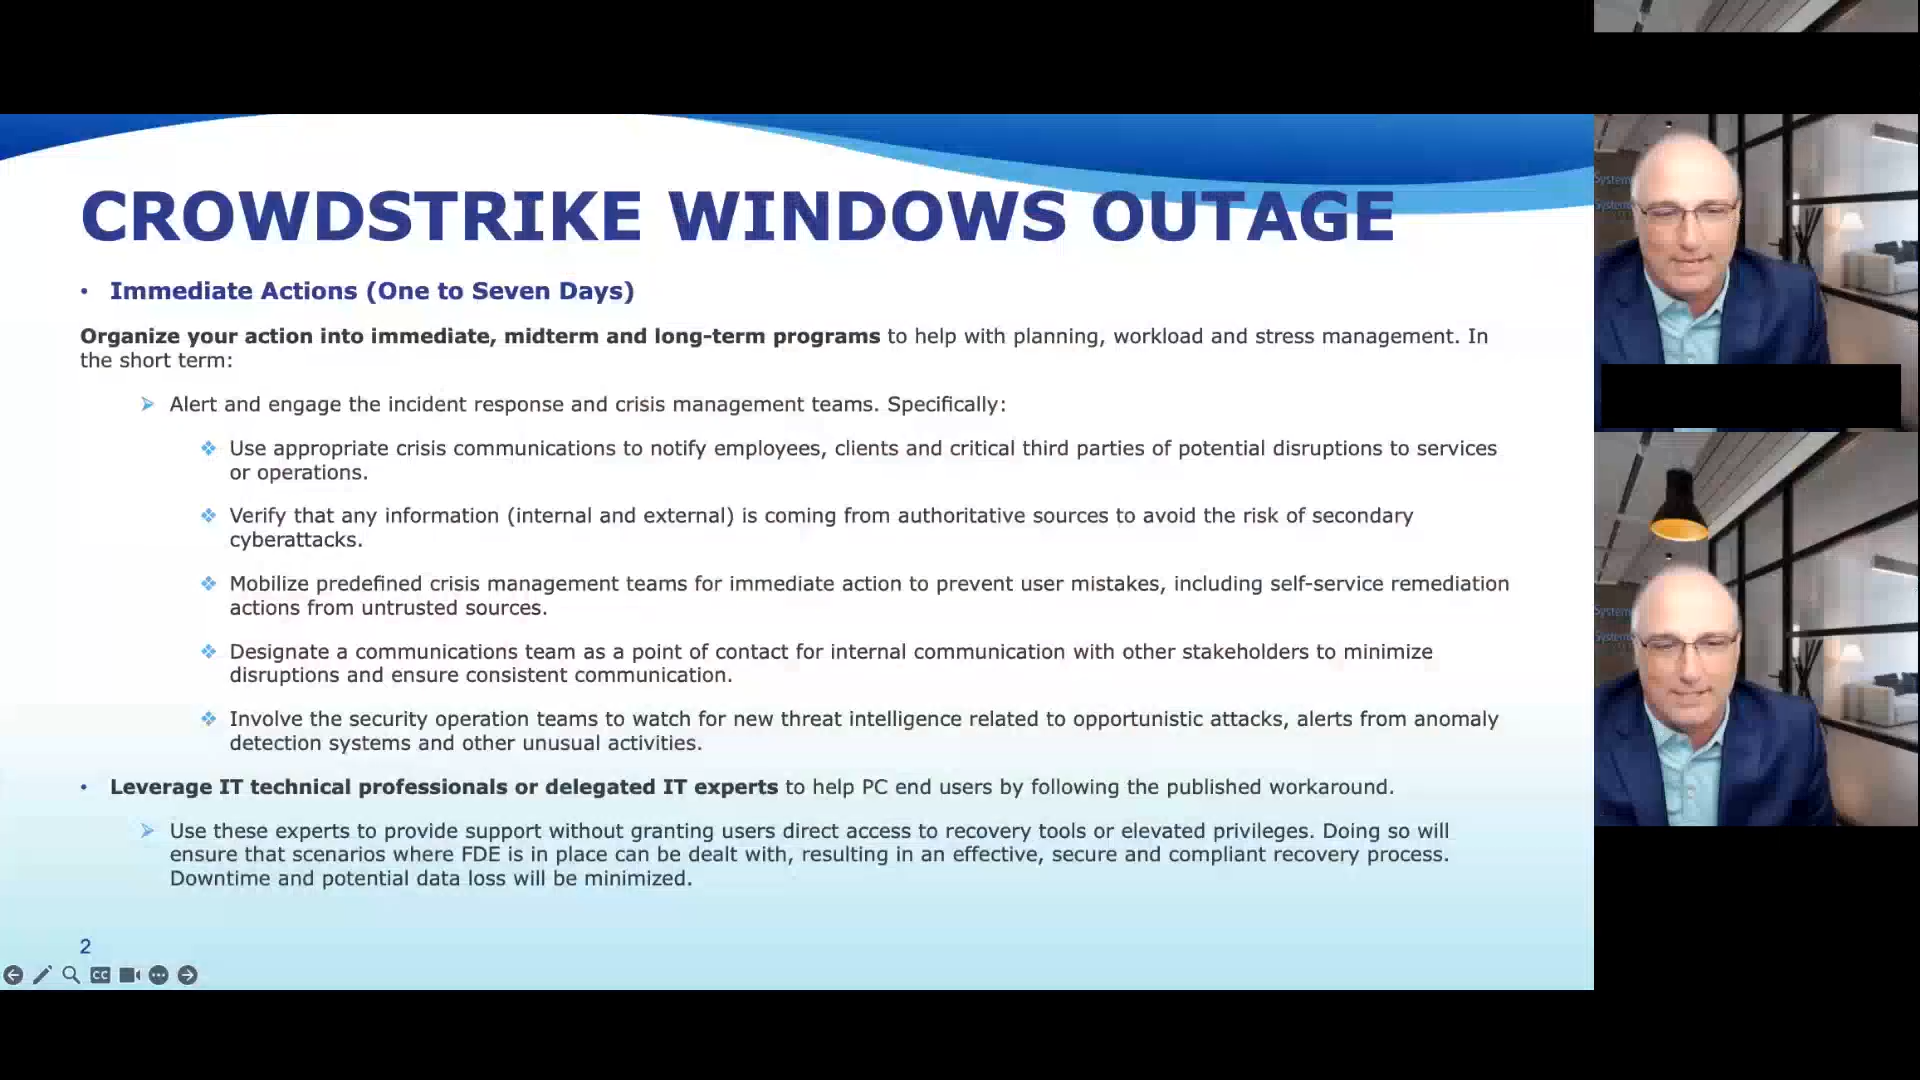 CROWDSTRIKE WINDOWS OUTAGE
• Immediate Actions (One to Seven Days)
Organize your action into immediate, midterm and long-term programs to help with planning, workload and stress management. In
the short term:
Alert and engage the incident response and crisis management teams. Specifically:
Use appropriate crisis communications to notify employees, clients and critical third parties of potential disruptions to services
or operations.
Verify that any information (internal and external) is coming from authoritative sources to avoid the risk of secondary
cyberattacks.
Mobilize predefined crisis management teams for immediate action to prevent user mistakes, including self-service remediation
actions from untrusted sources.
Designate a communications team as a point of contact for internal communication with other stakeholders to minimize
disruptions and ensure consistent communication.
Involve the security operation teams to watch for new threat intelligence related to opportunistic attacks, alerts from anomaly
detection systems and other unusual activities.
• Leverage IT technical professionals or delegated IT experts to help PC end users by following the published workaround.
Use these experts to provide support without granting users direct access to recovery tools or elevated privileges. Doing so will
ensure that scenarios where FDE is in place can be dealt with, resulting in an effective, secure and compliant recovery process.
Downtime and potential data loss will be minimized.
2
CC
System
Systems
System
Systems